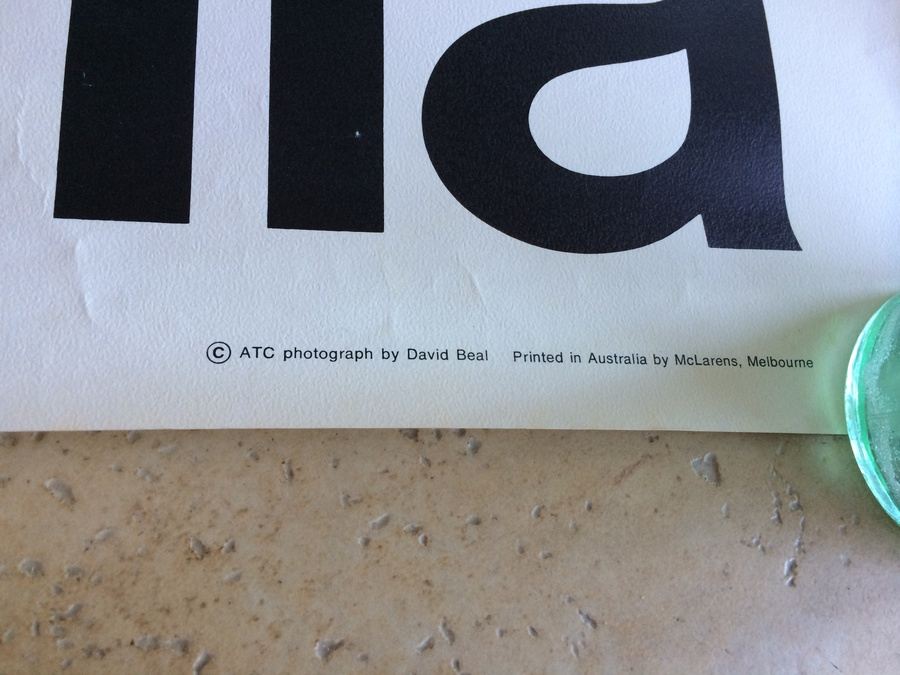 lia
© ATC photograph by David Beal Printed in Australia by McLarens, Melbourne